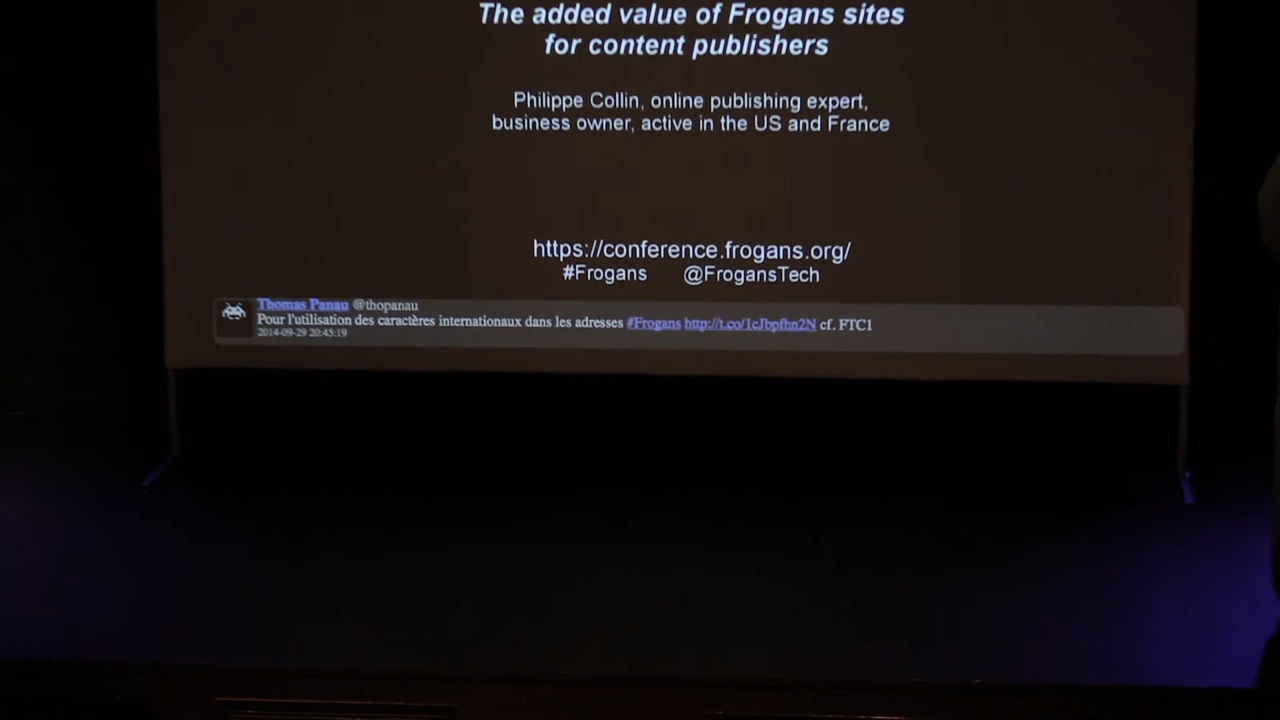 The added value of Frogans sites
for content publishers
Philippe Collin, online publishing expert,
business owner, active in the US and France
https://conference.frogans.org/
#Frogans @FrogansTech
Thomas Panau @thopanau
Pour l'utilisation des caractères internationaux dans les adresses #Frogans http://t.co/1cJbpfhn2N cf. FTC1
2014-09-29 20:45:19